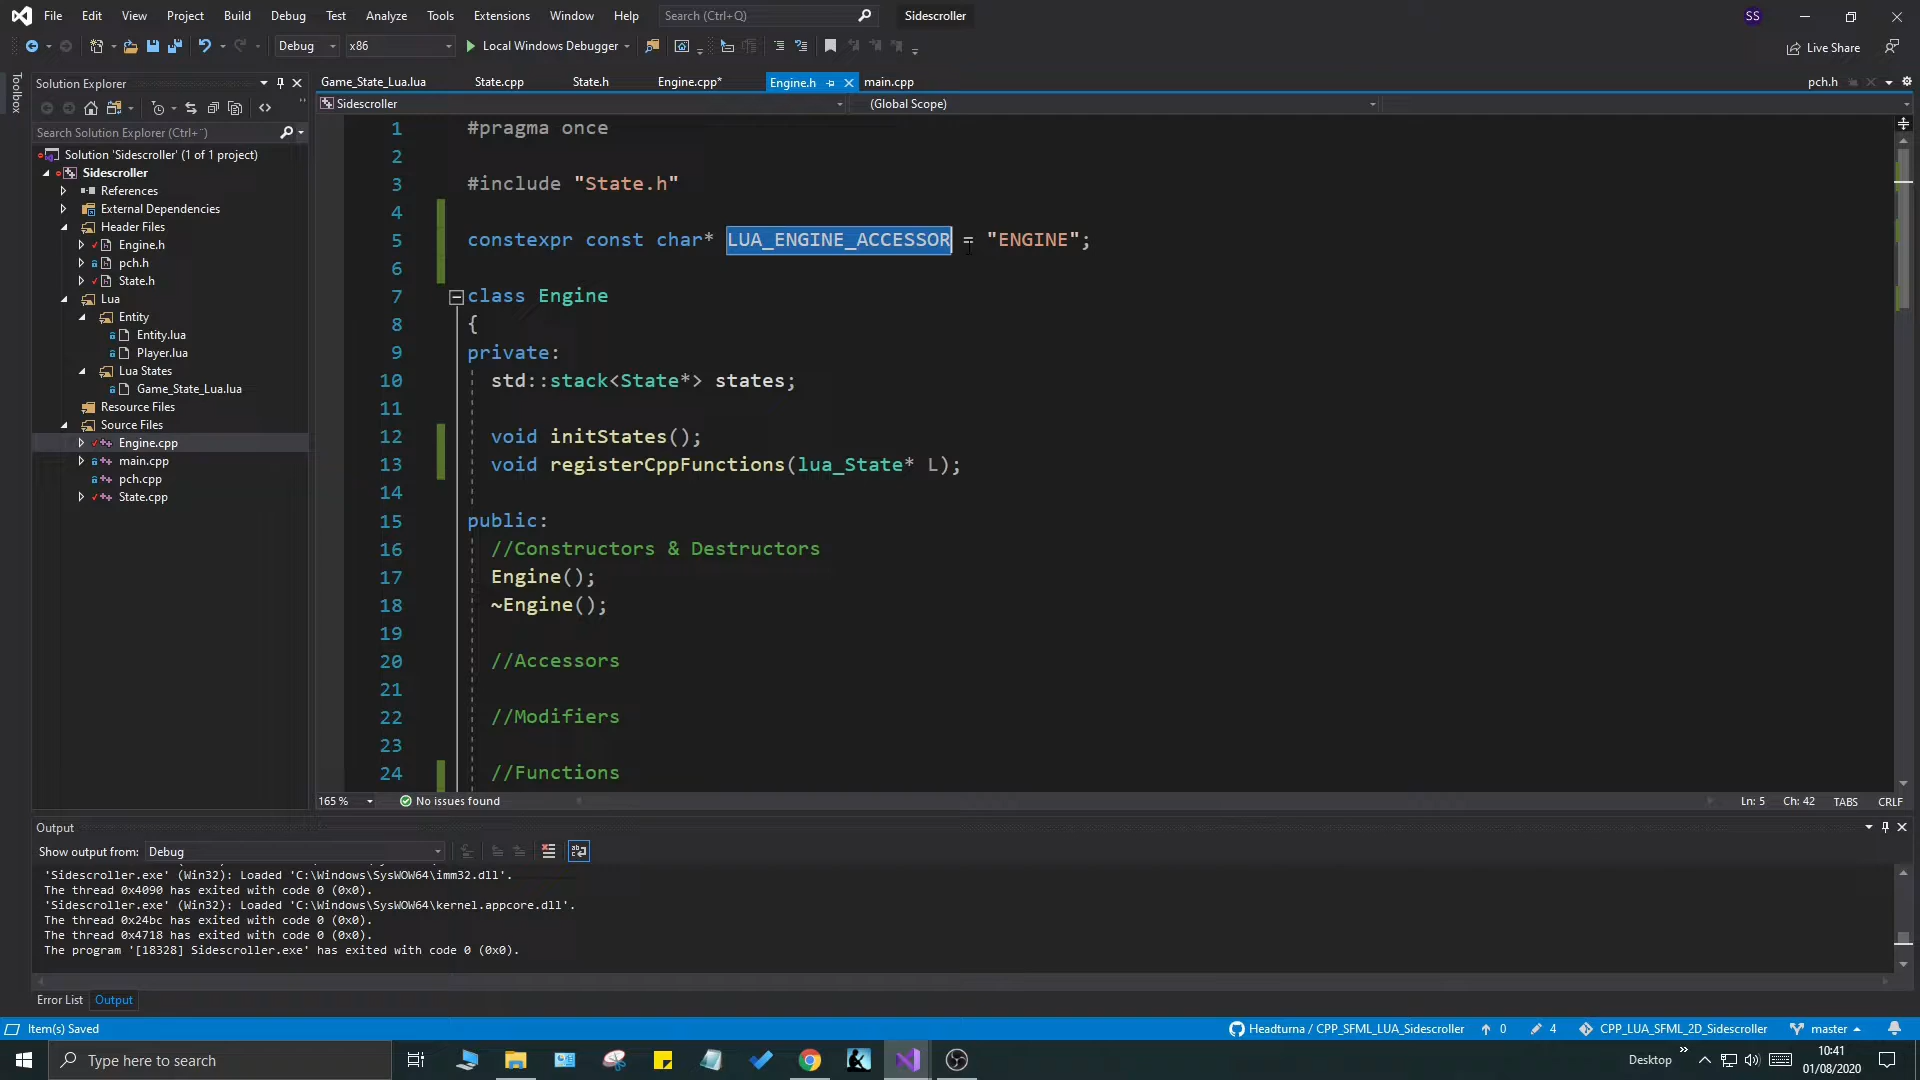 File Edit View Project Build Debug Test Analyze Tools Extensions Window Help Search (Ctrl+Q) Sidescroller SS
Debug x86 Local Windows Debugger Live Share
Toolbox
Solution Explorer
Game_State_Lua.lua State.cpp State.h Engine.cpp* Engine.h main.cpp pch.h
Sidescroller (Global Scope)
Search Solution Explorer (Ctrl+¨)
Solution 'Sidescroller' (1 of 1 project)
Sidescroller
References
External Dependencies
Header Files
Engine.h
pch.h
State.h
Lua
Entity
Entity.lua
Player.lua
Lua States
Game_State_Lua.lua
Resource Files
Source Files
Engine.cpp
main.cpp
pch.cpp
State.cpp
1 #pragma once
2
3 #include "State.h"
4
5 constexpr const char* LUA_ENGINE_ACCESSOR = "ENGINE";
6
7 class Engine
8 {
9 private:
10 std::stack<State*> states;
11
12 void initStates();
13 void registerCppFunctions(lua_State* L);
14
15 public:
16 //Constructors & Destructors
17 Engine();
18 ~Engine();
19
20 //Accessors
21
22 //Modifiers
23
24 //Functions
165 % No issues found Ln: 5 Ch: 42 TABS CRLF
Output
Show output from: Debug
'Sidescroller.exe' (Win32): Loaded 'C:\Windows\SysWOW64\imm32.dll'.
The thread 0x4090 has exited with code 0 (0x0).
'Sidescroller.exe' (Win32): Loaded 'C:\Windows\SysWOW64\kernel.appcore.dll'.
The thread 0x24bc has exited with code 0 (0x0).
The thread 0x4718 has exited with code 0 (0x0).
The program '[18328] Sidescroller.exe' has exited with code 0 (0x0).
Error List Output
Item(s) Saved Headturna / CPP_SFML_LUA_Sidescroller 0 4 CPP_LUA_SFML_2D_Sidescroller master
Type here to search Desktop 10:41
01/08/2020